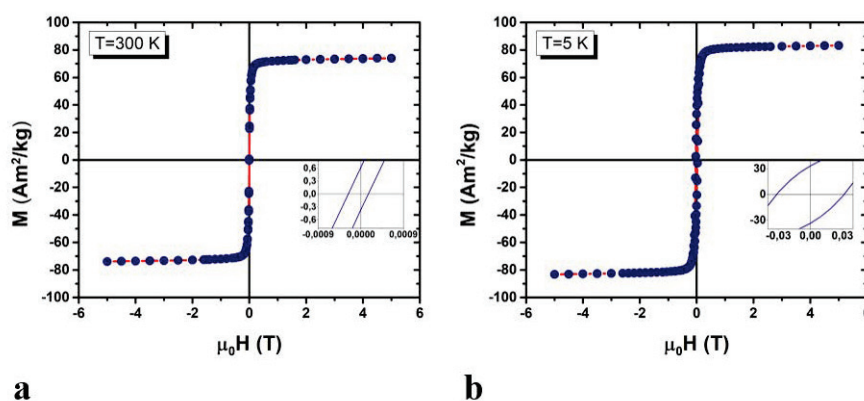 T=300 K
M (Am²/kg)
100
80
60
40
20
0
-20
-40
-60
-80
-100
0,6
0,3
0,0
-0,3
-0,6
-0,0009 0,0000 0,0009
-6 -4 -2 0 2 4 6
μ₀H (T)
a
T=5 K
M (Am²/kg)
100
80
60
40
20
0
-20
-40
-60
-80
-100
30
0
-30
-0,03 0,00 0,03
-6 -4 -2 0 2 4 6
μ₀H (T)
b